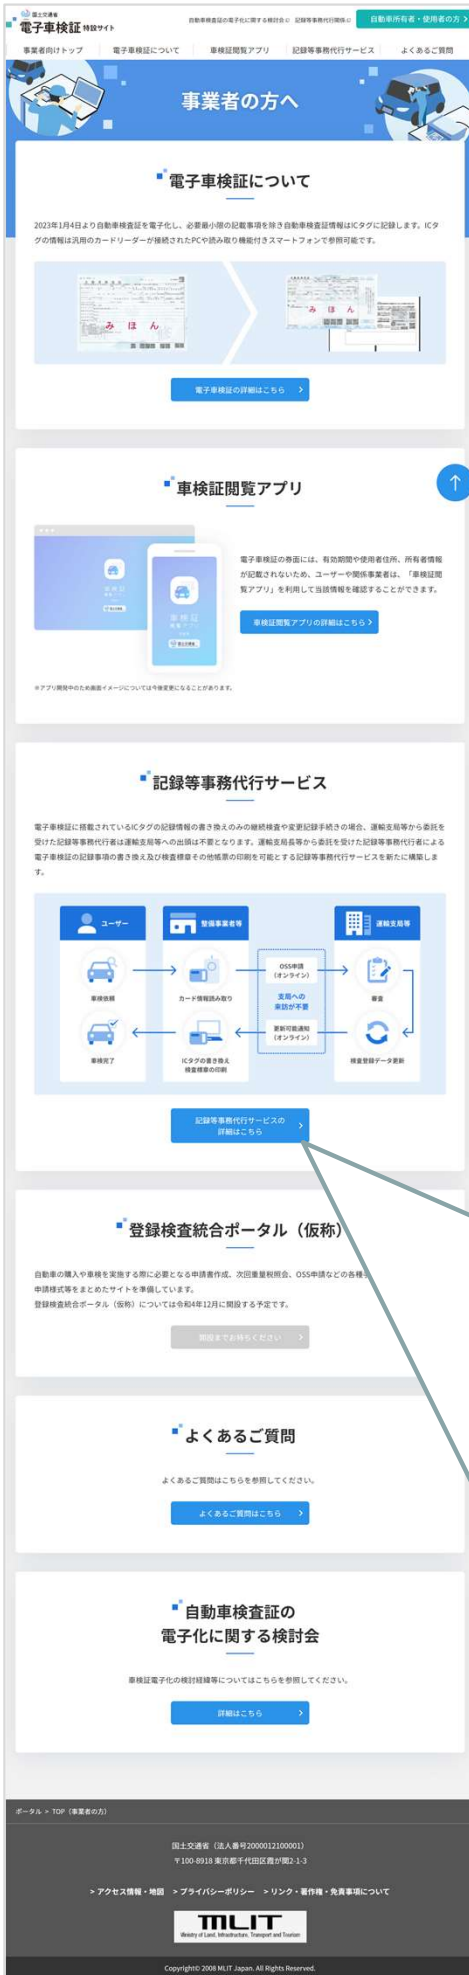 国土交通省
電子車検証 特設サイト
自動車検査証の電子化に関する検討会
記録等事務代行関係
自動車所有者・使用者の方
事業者向けトップ
電子車検証について
車検証閲覧アプリ
記録等事務代行サービス
よくあるご質問
事業者の方へ
電子車検証について
2023年1月4日より自動車検査証を電子化し、必要最小限の記載事項を除き自動車検査証情報はICタグに記録します。ICタ
グの情報は汎用のカードリーダーが接続されたPCや読み取り機能付きスマートフォンで参照可能です。
みほん
みほん
電子車検証の詳細はこちら
車検証閲覧アプリ
車検証
閲覧アプリ
国土交通省
車検証
閲覧アプリ
国土交通省
電子車検証の券面には、有効期間や使用者住所、所有者情報
が記載されないため、ユーザーや関係事業者は、「車検証閲
覧アプリ」を利用して当該情報を確認することができます。
車検証閲覧アプリの詳細はこちら
※アプリ開発中のため画面イメージについては今後変更になることがあります。
記録等事務代行サービス
電子車検証に搭載されているICタグの記録情報の書き換えのみの継続検査や変更記録手続きの場合、運輸支局等から委託を
受けた記録等事務代行者は運輸支局等への出頭は不要となります。運輸支局長等から委託を受けた記録等事務代行者による
電子車検証の記録事項の書き換え及び検査標章その他帳票の印刷を可能とする記録等事務代行サービスを新たに構築しま
す。
ユーザー
整備事業者等
運輸支局等
車検依頼
カード情報読み取り
OSS申請
(オンライン)
審査
支局への
来訪が不要
車検完了
ICタグの書き換え
検査標章の印刷
更新可能通知
(オンライン)
検査登録データ更新
記録等事務代行サービスの
詳細はこちら
登録検査統合ポータル（仮称）
自動車の購入や車検を実施する際に必要となる申請書作成、次回重量税照会、OSS申請などの各種
申請様式等をまとめたサイトを準備しています。
登録検査統合ポータル（仮称）については令和4年12月に開設する予定です。
開設までお待ちください
よくあるご質問
よくあるご質問はこちらを参照してください。
よくあるご質問はこちら
自動車検査証の
電子化に関する検討会
車検証電子化の検討経緯等についてはこちらを参照してください。
詳細はこちら
ポータル > TOP（事業者の方）
国土交通省（法人番号2000012100001）
〒100-8918 東京都千代田区霞が関2-1-3
> アクセス情報・地図 > プライバシーポリシー > リンク・著作権・免責事項について
MLIT
Ministry of Land, Infrastructure, Transport and Tourism
Copyright© 2008 MLIT Japan. All Rights Reserved.